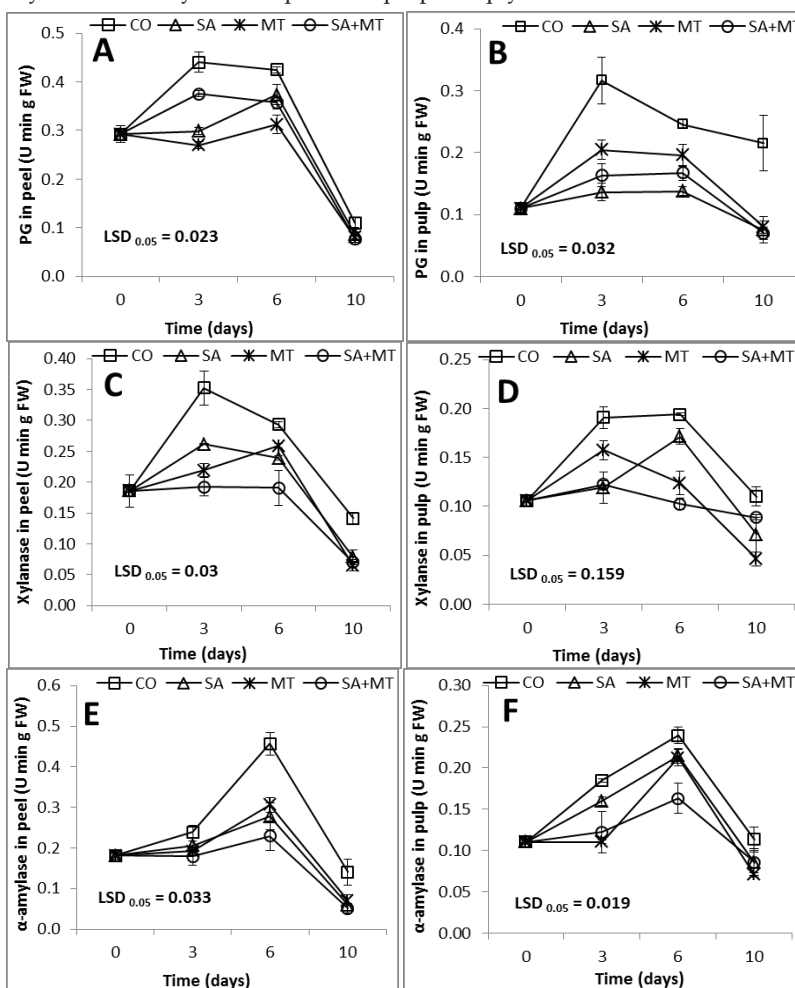 CO SA MT SA+MT
A
PG in peel (U min g FW)
0.5
0.4
0.3
0.2
0.1
0.0
LSD 0.05 = 0.023
0 3 6 10
Time (days)
CO SA MT SA+MT
B
PG in pulp (U min g FW)
0.4
0.3
0.2
0.1
0.0
LSD 0.05 = 0.032
0 3 6 10
Time (days)
CO SA MT SA+MT
C
Xylanase in peel (U min g FW)
0.40
0.35
0.30
0.25
0.20
0.15
0.10
0.05
0.00
LSD 0.05 = 0.03
0 3 6 10
Time (days)
CO SA MT SA+MT
D
Xylanse in pulp (U min g FW)
0.25
0.20
0.15
0.10
0.05
0.00
LSD 0.05 = 0.159
0 3 6 10
Time (days)
CO SA MT SA+MT
E
α-amylase in peel (U min g FW)
0.6
0.5
0.4
0.3
0.2
0.1
0.0
LSD 0.05 = 0.033
0 3 6 10
Time (days)
CO SA MT SA+MT
F
α-amylase in pulp (U min g FW)
0.30
0.25
0.20
0.15
0.10
0.05
0.00
LSD 0.05 = 0.019
0 3 6 10
Time (days)